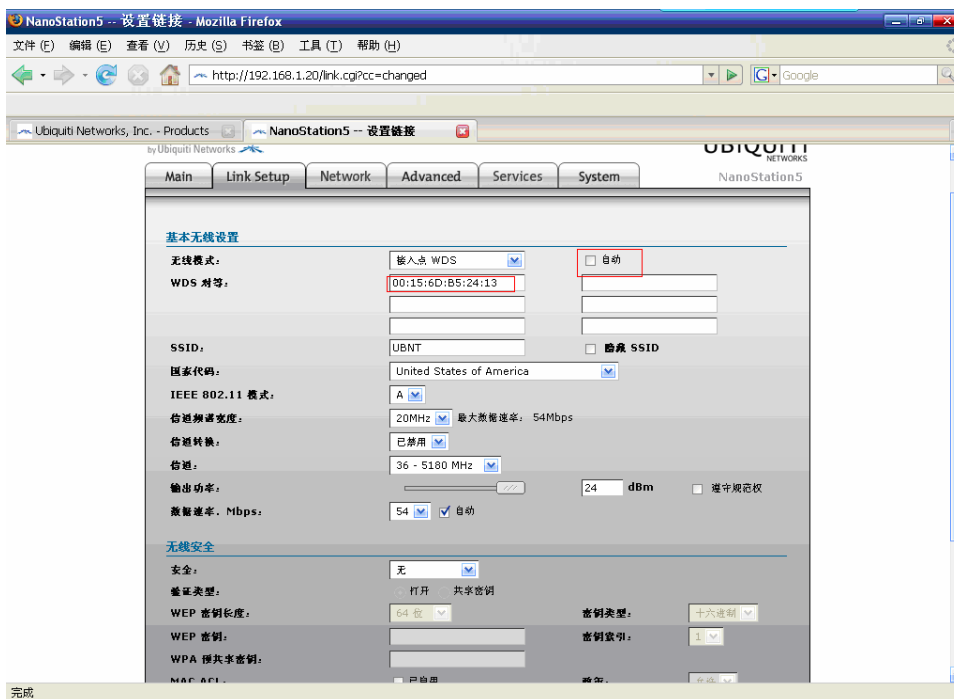 NanoStation5 -- 设置链接 - Mozilla Firefox
文件(F) 编辑(E) 查看(V) 历史(S) 书签(B) 工具(T) 帮助(H)
http://192.168.1.20/link.cgi?cc=changed G Google
Ubiquiti Networks, Inc. - Products NanoStation5 -- 设置链接
by Ubiquiti Networks UBIQUITI
NETWORKS
Main Link Setup Network Advanced Services System NanoStation5
基本无线设置
无线模式: 接入点 WDS 自动
WDS 对等: 00:15:6D:B5:24:13
SSID: UBNT 隐藏 SSID
国家代码: United States of America
IEEE 802.11 模式: A
信道频谱宽度: 20MHz 最大数据速率: 54Mbps
信道转换: 已禁用
信道: 36 - 5180 MHz
输出功率: 24 dBm 遵守规范权
数据速率. Mbps: 54 自动
无线安全
安全: 无
验证类型: 打开 共享密钥
WEP 密钥长度: 64 位 密钥类型: 十六进制
WEP 密钥: 密钥索引: 1
WPA 预共享密钥:
MAC ACL: 已启用 政策: 允许
完成